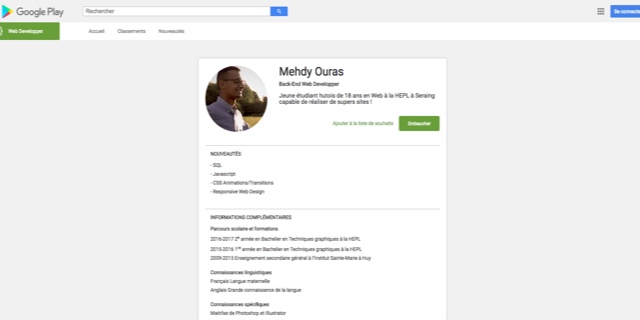 Google Play
Rechercher
Se connecter
Web Developper
Accueil
Classements
Nouveautés
Mehdy Ouras
Back-End Web Developper
Jeune étudiant hutois de 18 ans en Web à la HEPL à Seraing
capable de réaliser de supers sites !
Ajouter à la liste de souhaits
Embaucher
NOUVEAUTÉS
- SQL
- Javascript
- CSS Animations/Transitions
- Responsive Web Design
INFORMATIONS COMPLÉMENTAIRES
Parcours scolaire et formations
2016-2017 2e année en Bachelier en Techniques graphiques à la HEPL
2015-2016 1re année en Bachelier en Techniques graphiques à la HEPL
2009-2015 Enseignement secondaire général à l'Institut Sainte-Marie à Huy
Connaissances linguistiques
Français Langue maternelle
Anglais Grande connaissance de la langue
Connaissances spécifiques
Maîtrise de Photoshop et Illustrator